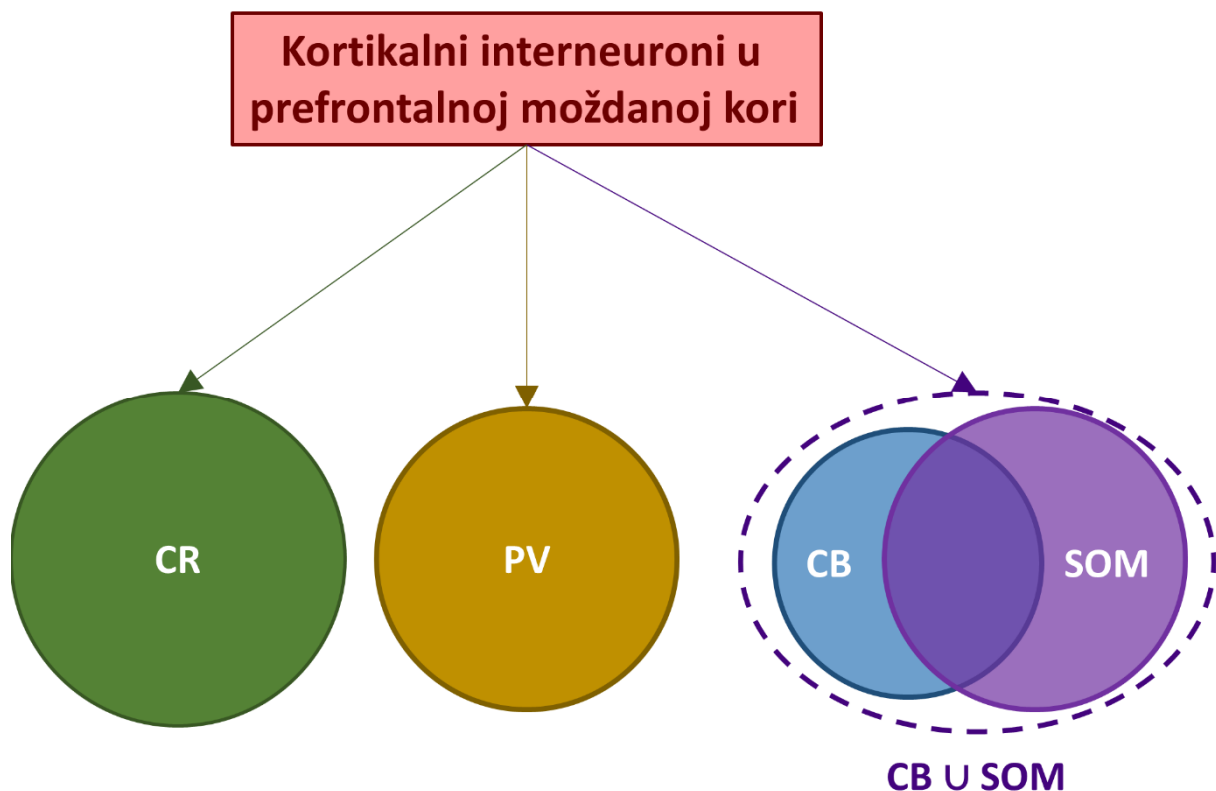 Kortikalni interneuroni u
prefrontalnoj moždanoj kori
CR
PV
CB
SOM
CB ∪ SOM